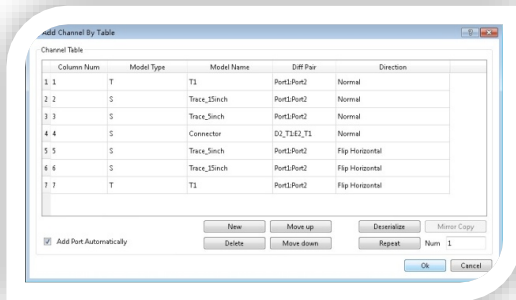 Add Channel By Table
Channel Table
Column Num Model Type Model Name Diff Pair Direction
1 1 T T1 Port1:Port2 Normal
2 2 S Trace_15inch Port1:Port2 Normal
3 3 S Trace_5inch Port1:Port2 Normal
4 4 S Connector D2_T1:E2_T1 Normal
5 5 S Trace_5inch Port1:Port2 Flip Horizontal
6 6 S Trace_15inch Port1:Port2 Flip Horizontal
7 7 T T1 Port1:Port2 Flip Horizontal
New Move up Deserialize Mirror Copy
Add Port Automatically Delete Move down Repeat Num 1
Ok Cancel